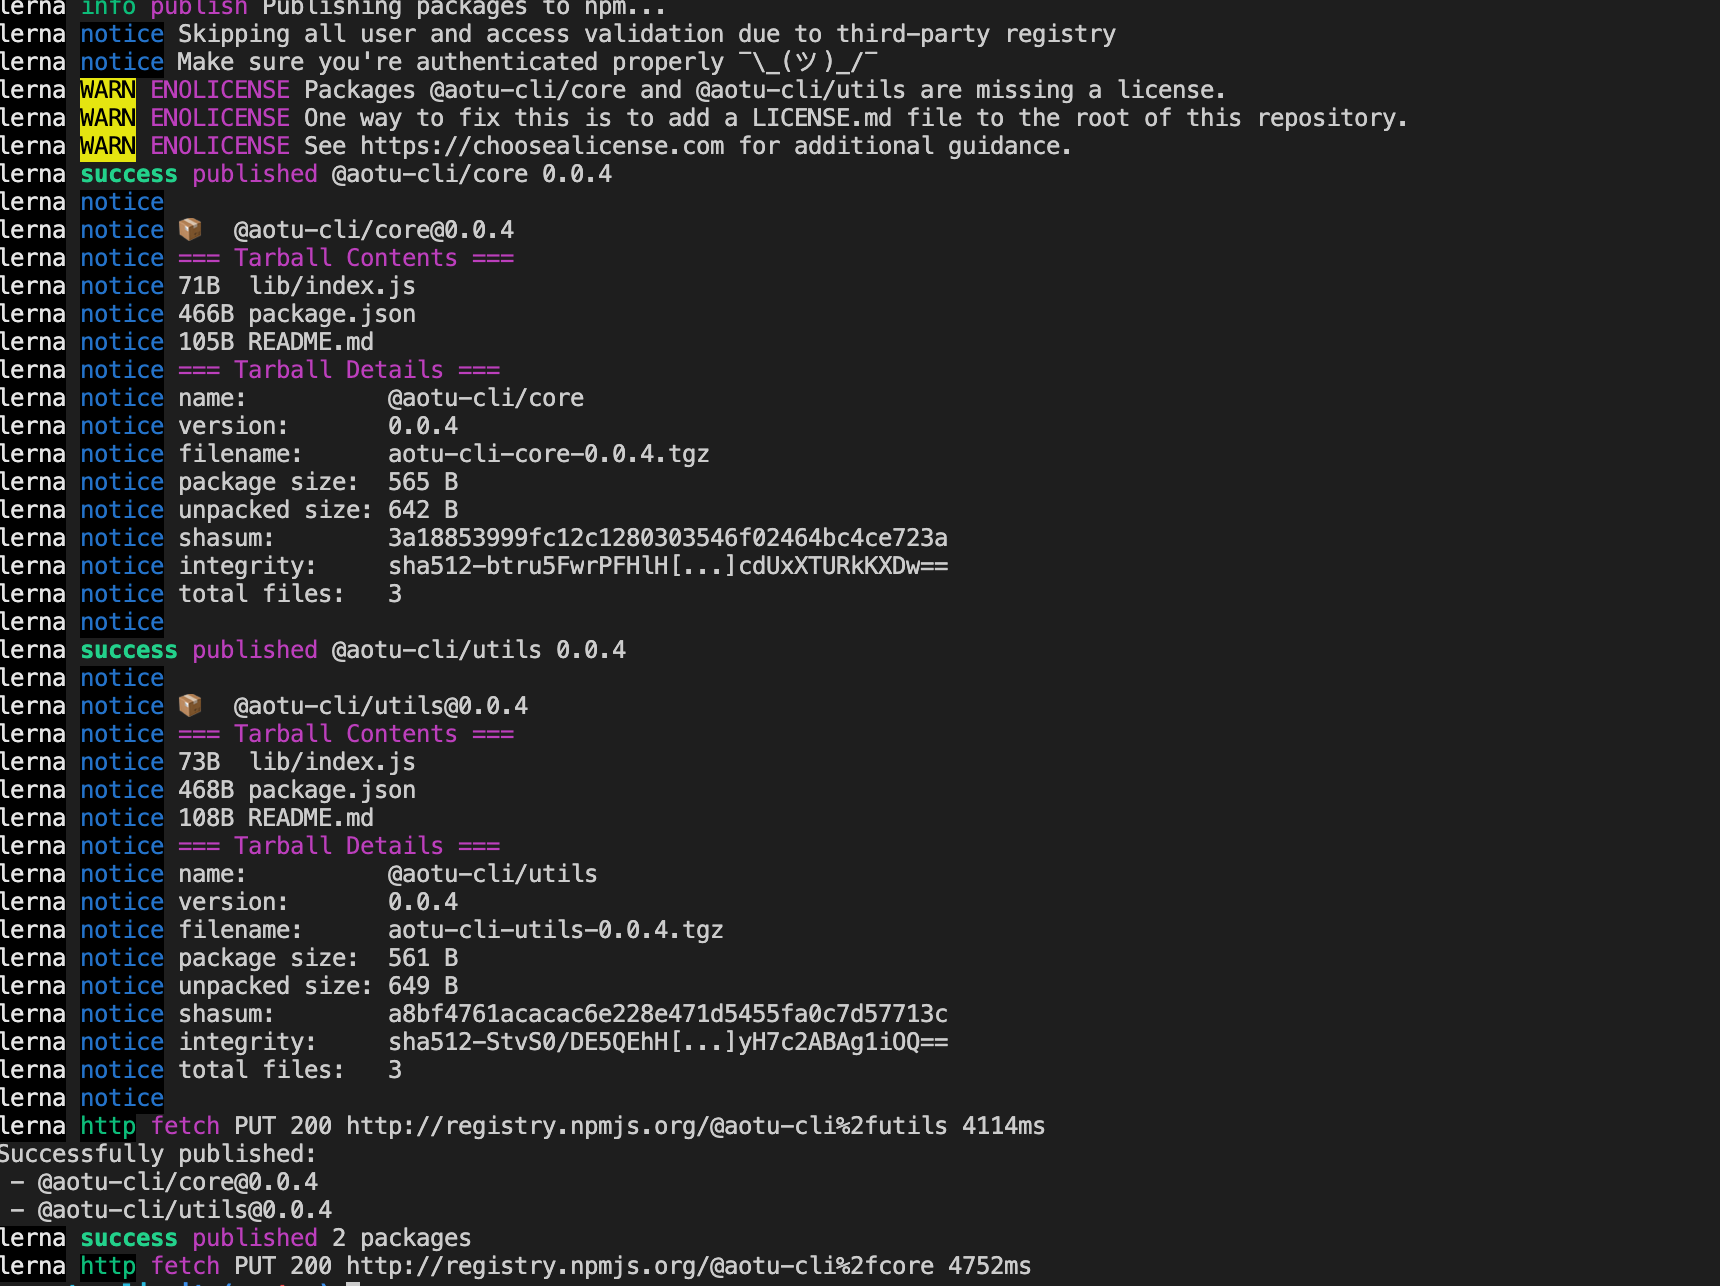 lerna info publish Publishing packages to npm...
lerna notice Skipping all user and access validation due to third-party registry
lerna notice Make sure you're authenticated properly ¯\_(ツ)_/¯
lerna WARN ENOLICENSE Packages @aotu-cli/core and @aotu-cli/utils are missing a license.
lerna WARN ENOLICENSE One way to fix this is to add a LICENSE.md file to the root of this repository.
lerna WARN ENOLICENSE See https://choosealicense.com for additional guidance.
lerna success published @aotu-cli/core 0.0.4
lerna notice
lerna notice 📦  @aotu-cli/core@0.0.4
lerna notice === Tarball Contents ===
lerna notice 71B  lib/index.js
lerna notice 466B package.json
lerna notice 105B README.md
lerna notice === Tarball Details ===
lerna notice name:          @aotu-cli/core
lerna notice version:       0.0.4
lerna notice filename:      aotu-cli-core-0.0.4.tgz
lerna notice package size:  565 B
lerna notice unpacked size: 642 B
lerna notice shasum:        3a18853999fc12c1280303546f02464bc4ce723a
lerna notice integrity:     sha512-btru5FwrPFHlH[...]cdUxXTURkKXDw==
lerna notice total files:   3
lerna notice
lerna success published @aotu-cli/utils 0.0.4
lerna notice
lerna notice 📦  @aotu-cli/utils@0.0.4
lerna notice === Tarball Contents ===
lerna notice 73B  lib/index.js
lerna notice 468B package.json
lerna notice 108B README.md
lerna notice === Tarball Details ===
lerna notice name:          @aotu-cli/utils
lerna notice version:       0.0.4
lerna notice filename:      aotu-cli-utils-0.0.4.tgz
lerna notice package size:  561 B
lerna notice unpacked size: 649 B
lerna notice shasum:        a8bf4761acacac6e228e471d5455fa0c7d57713c
lerna notice integrity:     sha512-StvS0/DE5QEhH[...]yH7c2ABAg1iOQ==
lerna notice total files:   3
lerna notice
lerna http fetch PUT 200 http://registry.npmjs.org/@aotu-cli%2futils 4114ms
Successfully published:
 - @aotu-cli/core@0.0.4
 - @aotu-cli/utils@0.0.4
lerna success published 2 packages
lerna http fetch PUT 200 http://registry.npmjs.org/@aotu-cli%2fcore 4752ms